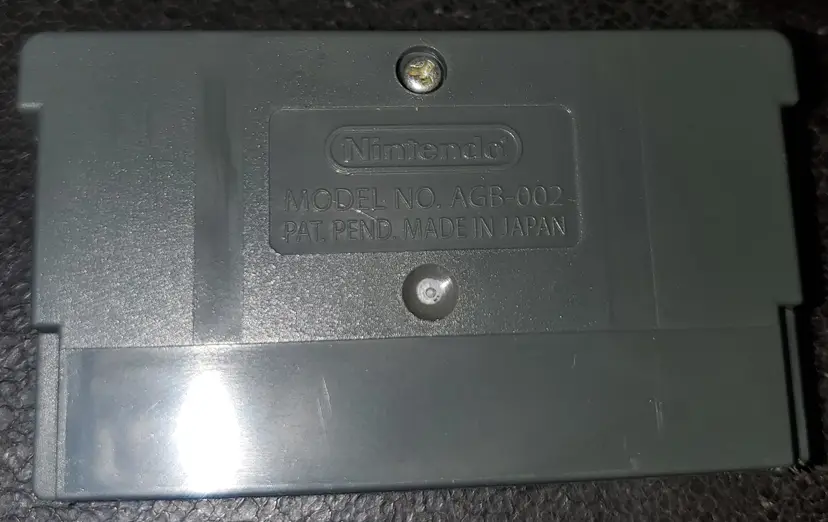 Nintendo
MODEL NO. AGB-002
PAT. PEND. MADE IN JAPAN